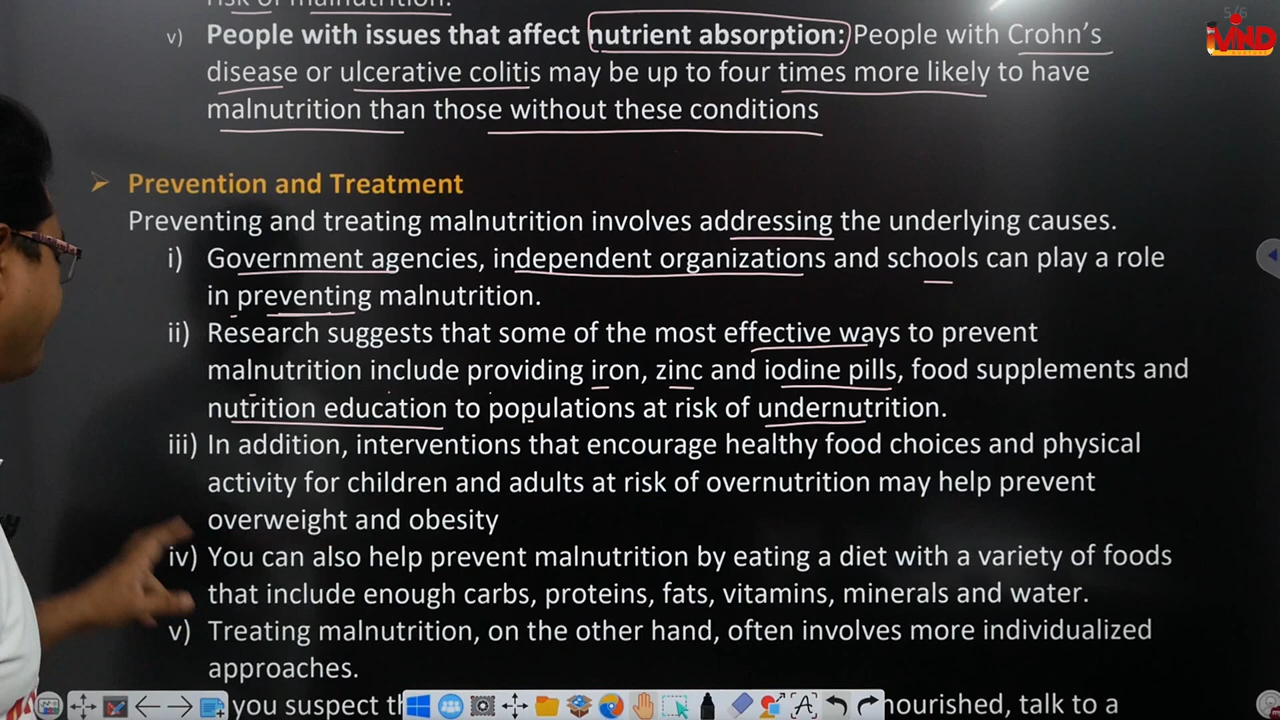 risk of malnutrition.
5/6
iMIND
v) People with issues that affect nutrient absorption: People with Crohn's
disease or ulcerative colitis may be up to four times more likely to have
malnutrition than those without these conditions
➢ Prevention and Treatment
Preventing and treating malnutrition involves addressing the underlying causes.
i) Government agencies, independent organizations and schools can play a role
in preventing malnutrition.
ii) Research suggests that some of the most effective ways to prevent
malnutrition include providing iron, zinc and iodine pills, food supplements and
nutrition education to populations at risk of undernutrition.
iii) In addition, interventions that encourage healthy food choices and physical
activity for children and adults at risk of overnutrition may help prevent
overweight and obesity
iv) You can also help prevent malnutrition by eating a diet with a variety of foods
that include enough carbs, proteins, fats, vitamins, minerals and water.
v) Treating malnutrition, on the other hand, often involves more individualized
approaches.
you suspect nourished, talk to a